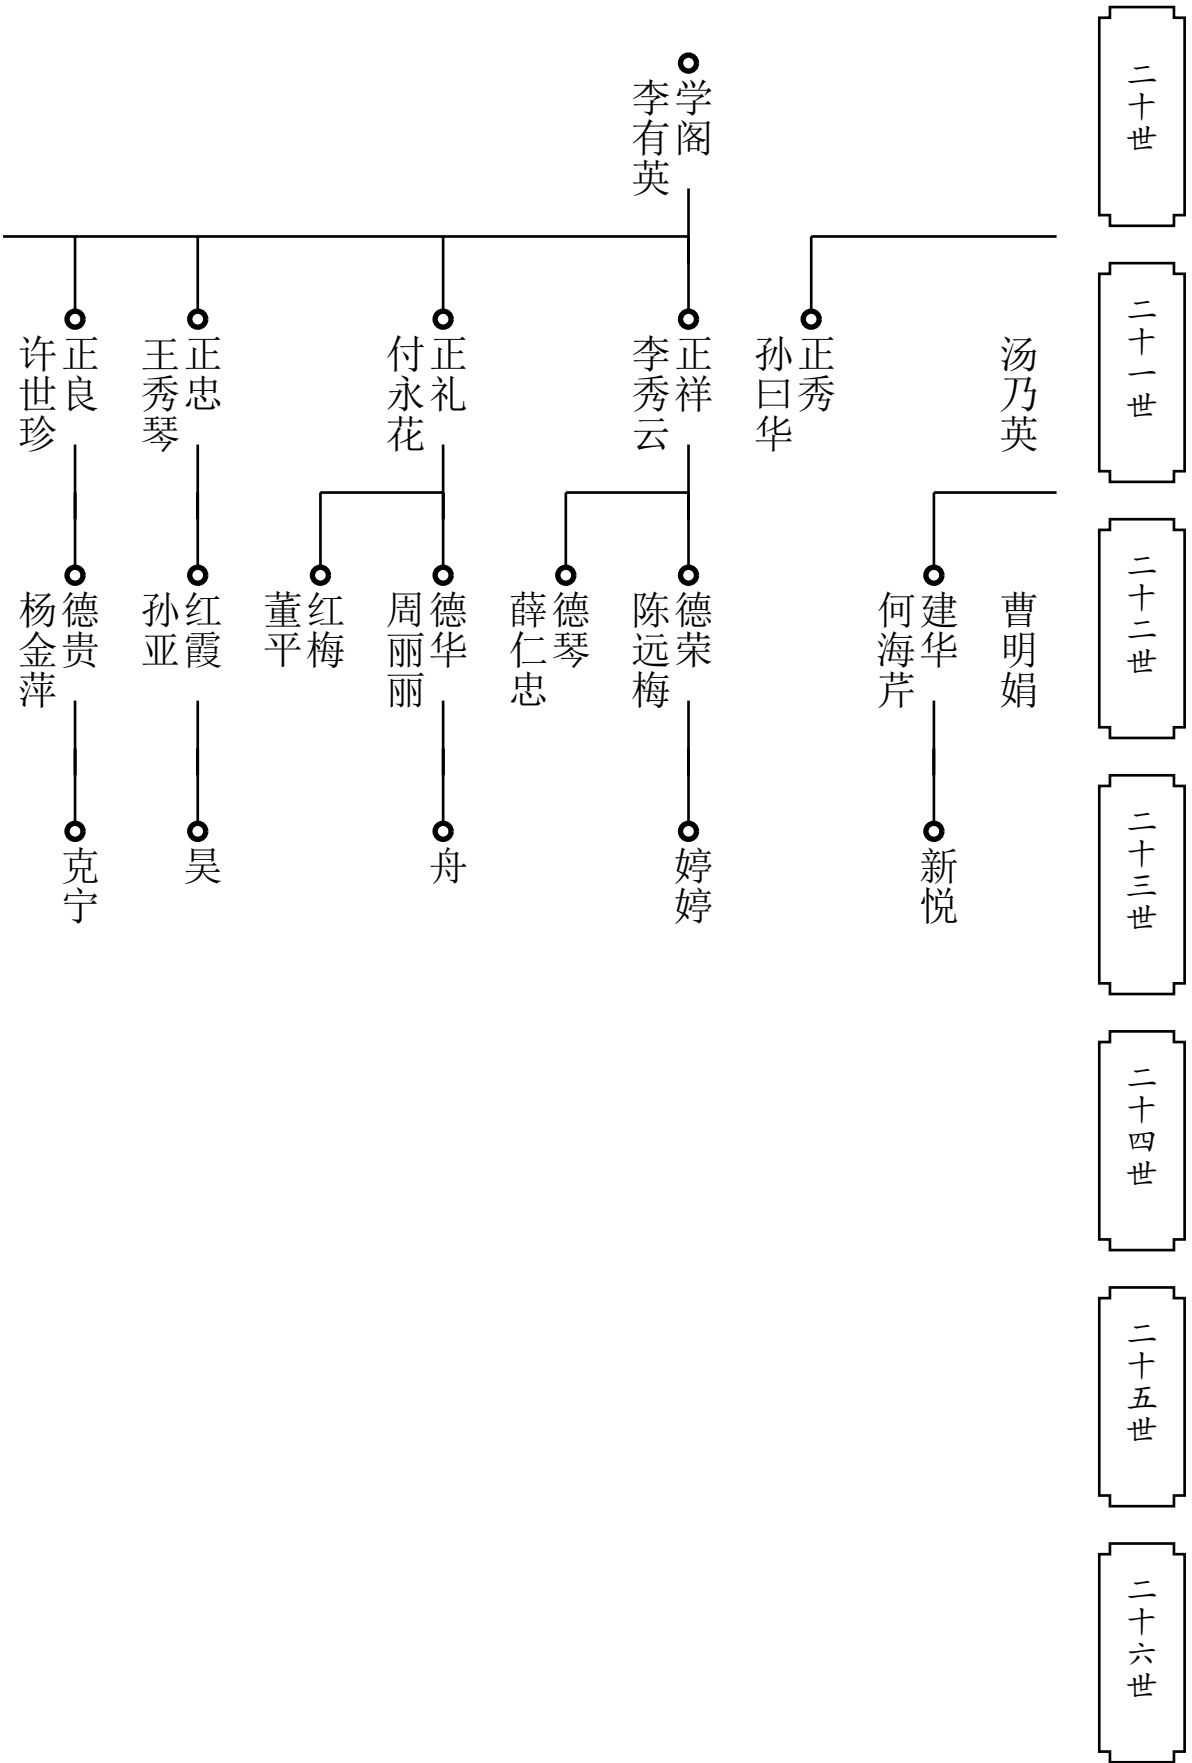 二十世
学阁
李有英
二十一世
汤乃英
正秀
孙曰华
正祥
李秀云
正礼
付永花
正忠
王秀琴
正良
许世珍
二十二世
曹明娟
建华
何海芹
德荣
陈远梅
德琴
薛仁忠
德华
周丽丽
红梅
董平
红霞
孙亚
德贵
杨金萍
二十三世
新悦
婷婷
舟
昊
克宁
二十四世
二十五世
二十六世